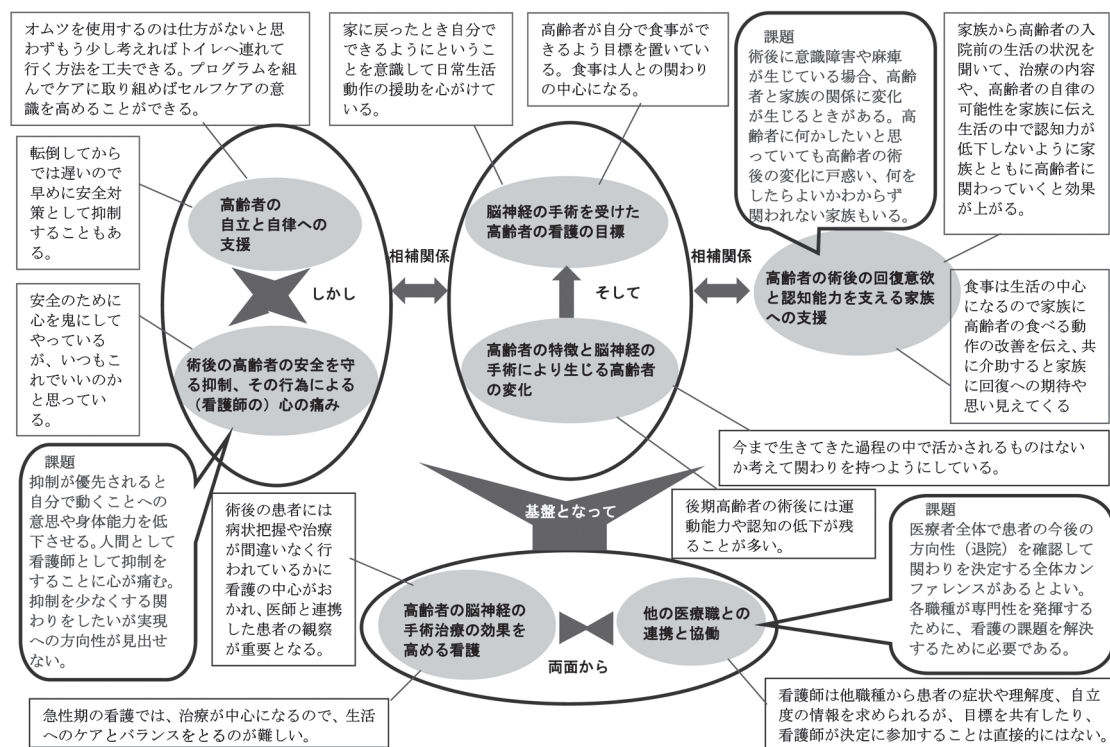 オムツを使用するのは仕方がないと思
わずもう少し考えればトイレへ連れて
行く方法を工夫できる。プログラムを組
んでケアに取り組めばセルフケアの意
識を高めることができる。
家に戻ったとき自分で
できるようにというこ
とを意識して日常生活
動作の援助を心がけて
いる。
高齢者が自分で食事が
できるよう目標を置いてい
る。食事は人との関わり
の中心になる。
課題
術後に意識障害や麻痺
が生じている場合、高齢
者と家族の関係に変化
が生じるときがある。高
齢者に何かしたいと思
っていても高齢者の術
後の変化に戸惑い、何を
したらよいかわからず
関われない家族もいる。
家族から高齢者の入
院前の生活の状況を
聞いて、治療の内容
や、高齢者の自律の
可能性を家族に伝え
生活の中で認知力が
低下しないように家
族とともに高齢者に
関わっていくと効果
が上がる。
転倒してから
では遅いので
早めに安全対
策として抑制
することもあ
る。
高齢者の
自立と自律への
支援
しかし
安全のために
心を鬼にして
やっている
が、いつもこ
れでいいのか
と思ってい
る。
術後の高齢者の安全を守
る抑制、その行為による
（看護師の）心の痛み
相補関係
脳神経の手術を受けた
高齢者の看護の目標
そして
高齢者の特徴と脳神経の
手術により生じる高齢者
の変化
相補関係
高齢者の術後の回復意欲
と認知能力を支える家族
への支援
食事は生活の中心
になるので家族に
高齢者の食べる動
作の改善を伝え、共
に介助すると家族
に回復への期待や
思い見えてくる
今まで生きてきた過程の中で活かされるものはない
か考えて関わりを持つようにしている。
後期高齢者の術後には運
動能力や認知の低下が残
ることが多い。
課題
抑制が優先されると
自分で動くことへの
意思や身体能力を低
下させる。人間として
看護師として抑制を
することに心が痛む。
抑制を少なくする関
わりをしたいが実現
への方向性が見出せ
ない。
術後の患者には
病状把握や治療
が間違いなく行
われているかに
看護の中心がお
かれ、医師と連携
した患者の観察
が重要となる。
基盤となって
高齢者の脳神経の
手術治療の効果を
高める看護
両面から
他の医療職との
連携と協働
課題
医療者全体で患者の今後の
方向性（退院）を確認して
関わりを決定する全体カン
ファレンスがあるとよい。
各職種が専門性を発揮する
ために、看護の課題を解決
するために必要である。
急性期の看護では、治療が中心になるので、生活
へのケアとバランスをとるのが難しい。
看護師は他職種から患者の症状や理解度、自立
度の情報を求められるが、目標を共有したり、
看護師が決定に参加することは直接的にはない。